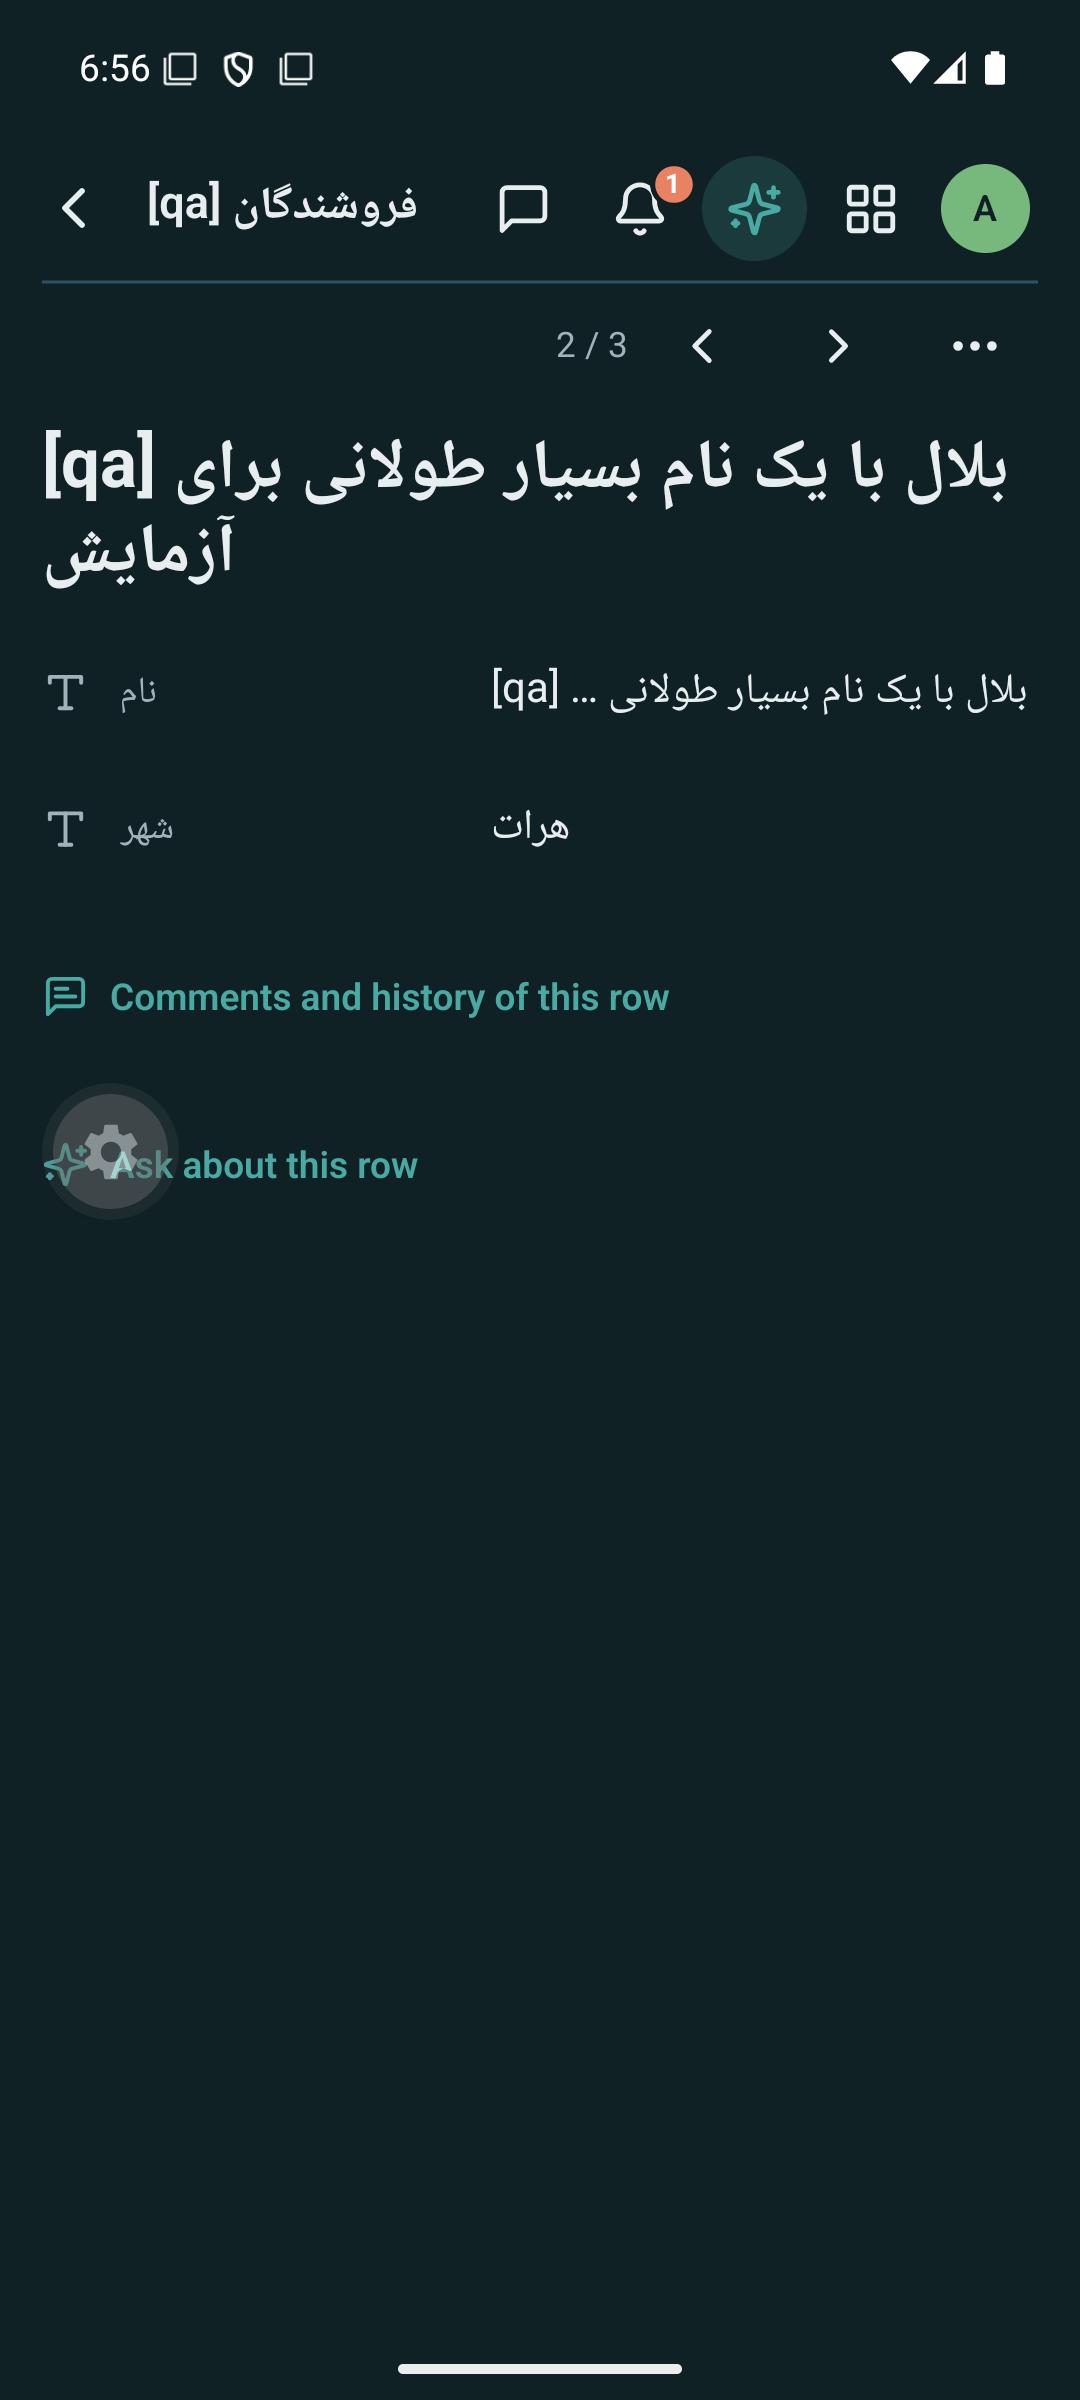 6:56
[qa] فروشندگان
1
A
2 / 3
[qa] بلال با یک نام بسیار طولانی برای
آزمایش
نام
[qa] بلال با یک نام بسیار طولانی ...
شهر
هرات
Comments and history of this row
Ask about this row